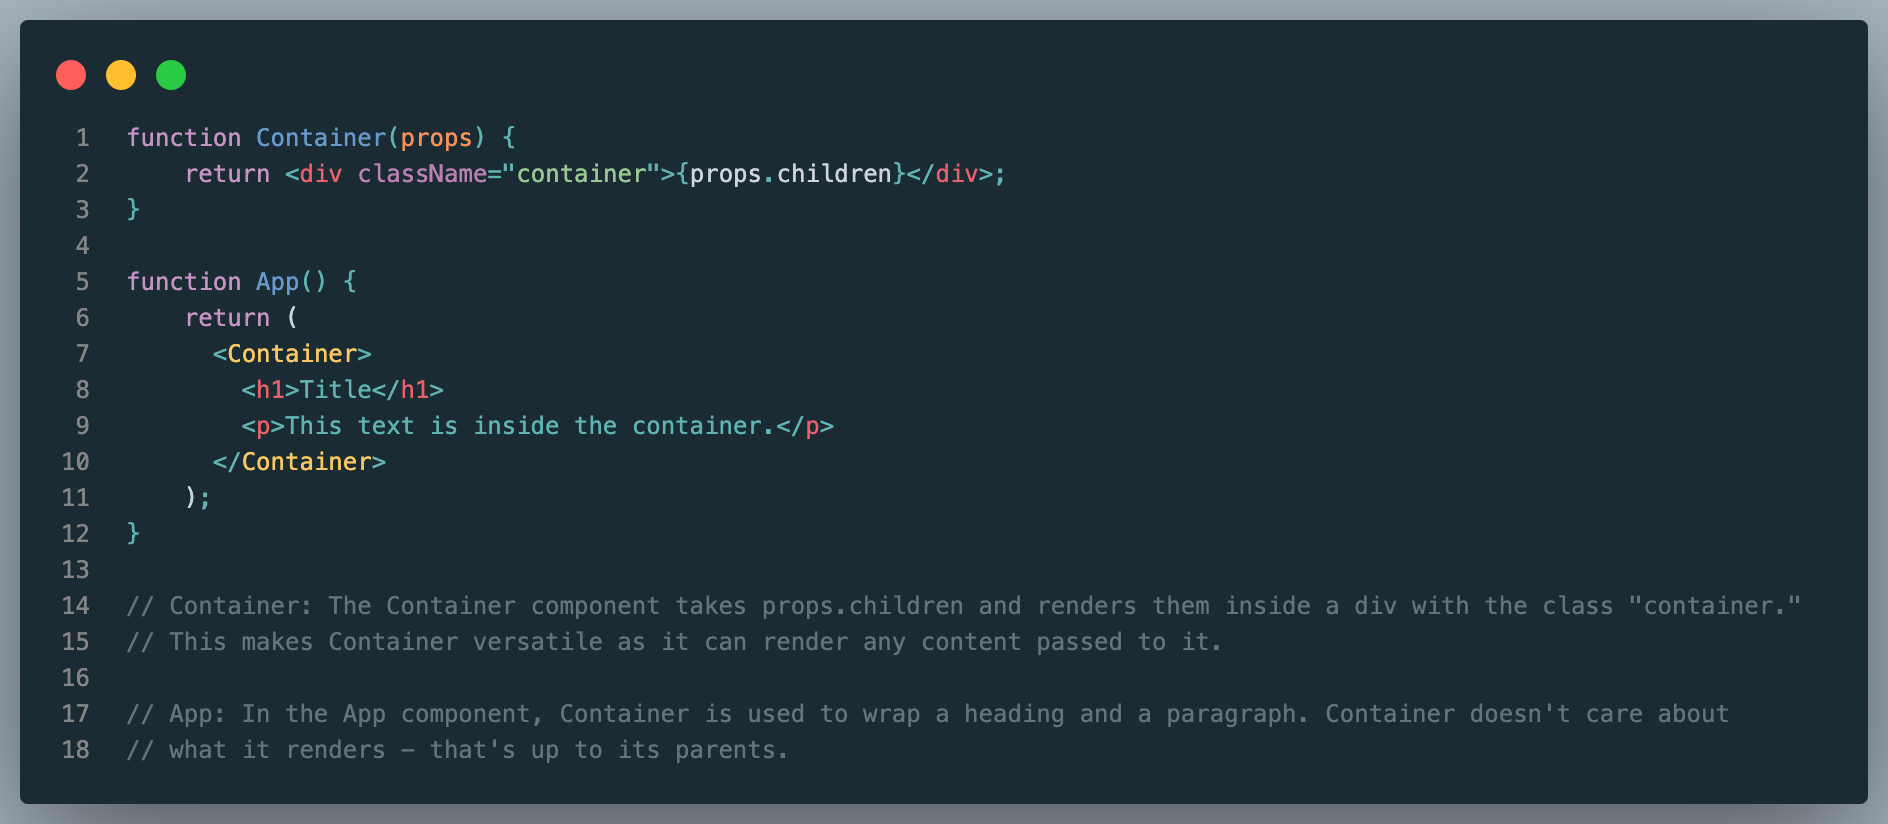 1 function Container(props) {
2 return <div className="container">{props.children}</div>;
3 }
4
5 function App() {
6 return (
7 <Container>
8 <h1>Title</h1>
9 <p>This text is inside the container.</p>
10 </Container>
11 );
12 }
13
14 // Container: The Container component takes props.children and renders them inside a div with the class "container."
15 // This makes Container versatile as it can render any content passed to it.
16
17 // App: In the App component, Container is used to wrap a heading and a paragraph. Container doesn't care about
18 // what it renders – that's up to its parents.